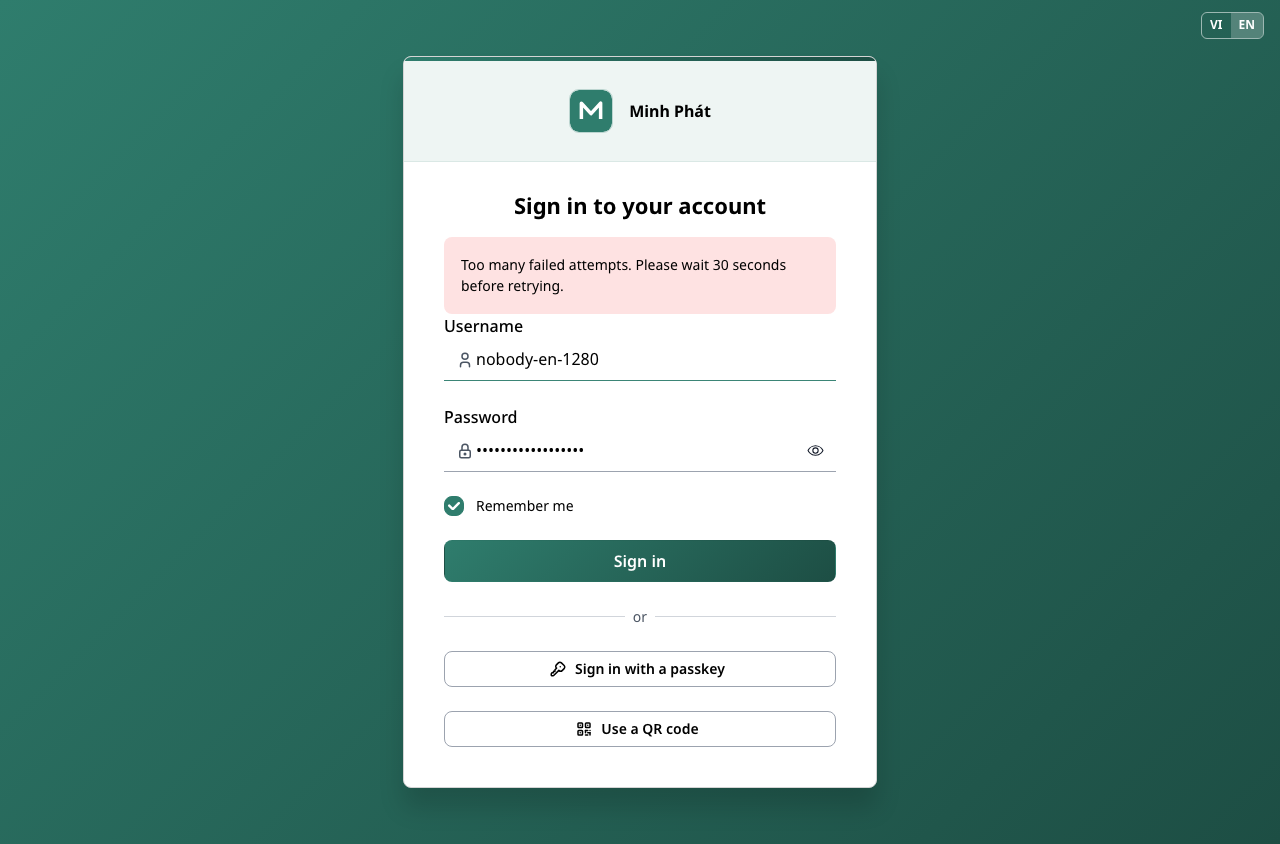 VI EN
Minh Phát
Sign in to your account
Too many failed attempts. Please wait 30 seconds
before retrying.
Username
nobody-en-1280
Password
••••••••••••••••••
Remember me
Sign in
or
Sign in with a passkey
Use a QR code